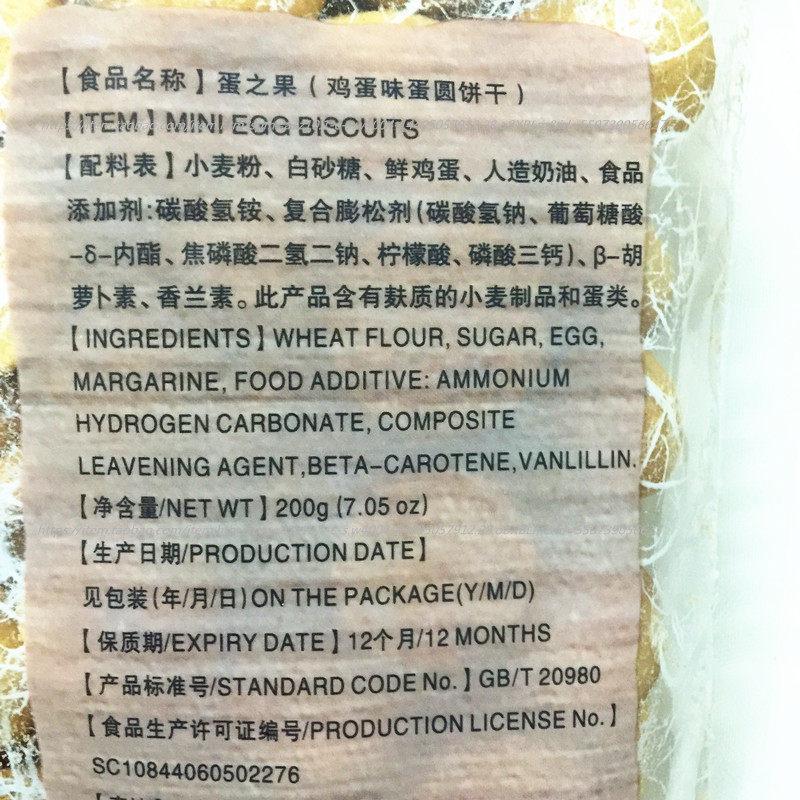 【食品名称】蛋之果(鸡蛋味蛋圆饼干)
【ITEM】MINI EGG BISCUITS
【配料表】小麦粉、白砂糖、鲜鸡蛋、人造奶油、食品
添加剂:碳酸氢铵、复合膨松剂(碳酸氢钠、葡萄糖酸
-δ-内酯、焦磷酸二氢二钠、柠檬酸、磷酸三钙)、β-胡
萝卜素、香兰素。此产品含有麸质的小麦制品和蛋类。
【INGREDIENTS】WHEAT FLOUR, SUGAR, EGG,
MARGARINE, FOOD ADDITIVE: AMMONIUM
HYDROGEN CARBONATE, COMPOSITE
LEAVENING AGENT,BETA-CAROTENE,VANLILLIN.
【净含量/NET WT】200g (7.05 oz)
【生产日期/PRODUCTION DATE】
见包装(年/月/日)ON THE PACKAGE(Y/M/D)
【保质期/EXPIRY DATE】12个月/12 MONTHS
【产品标准号/STANDARD CODE No.】GB/T 20980
【食品生产许可证编号/PRODUCTION LICENSE No.】
SC10844060502276